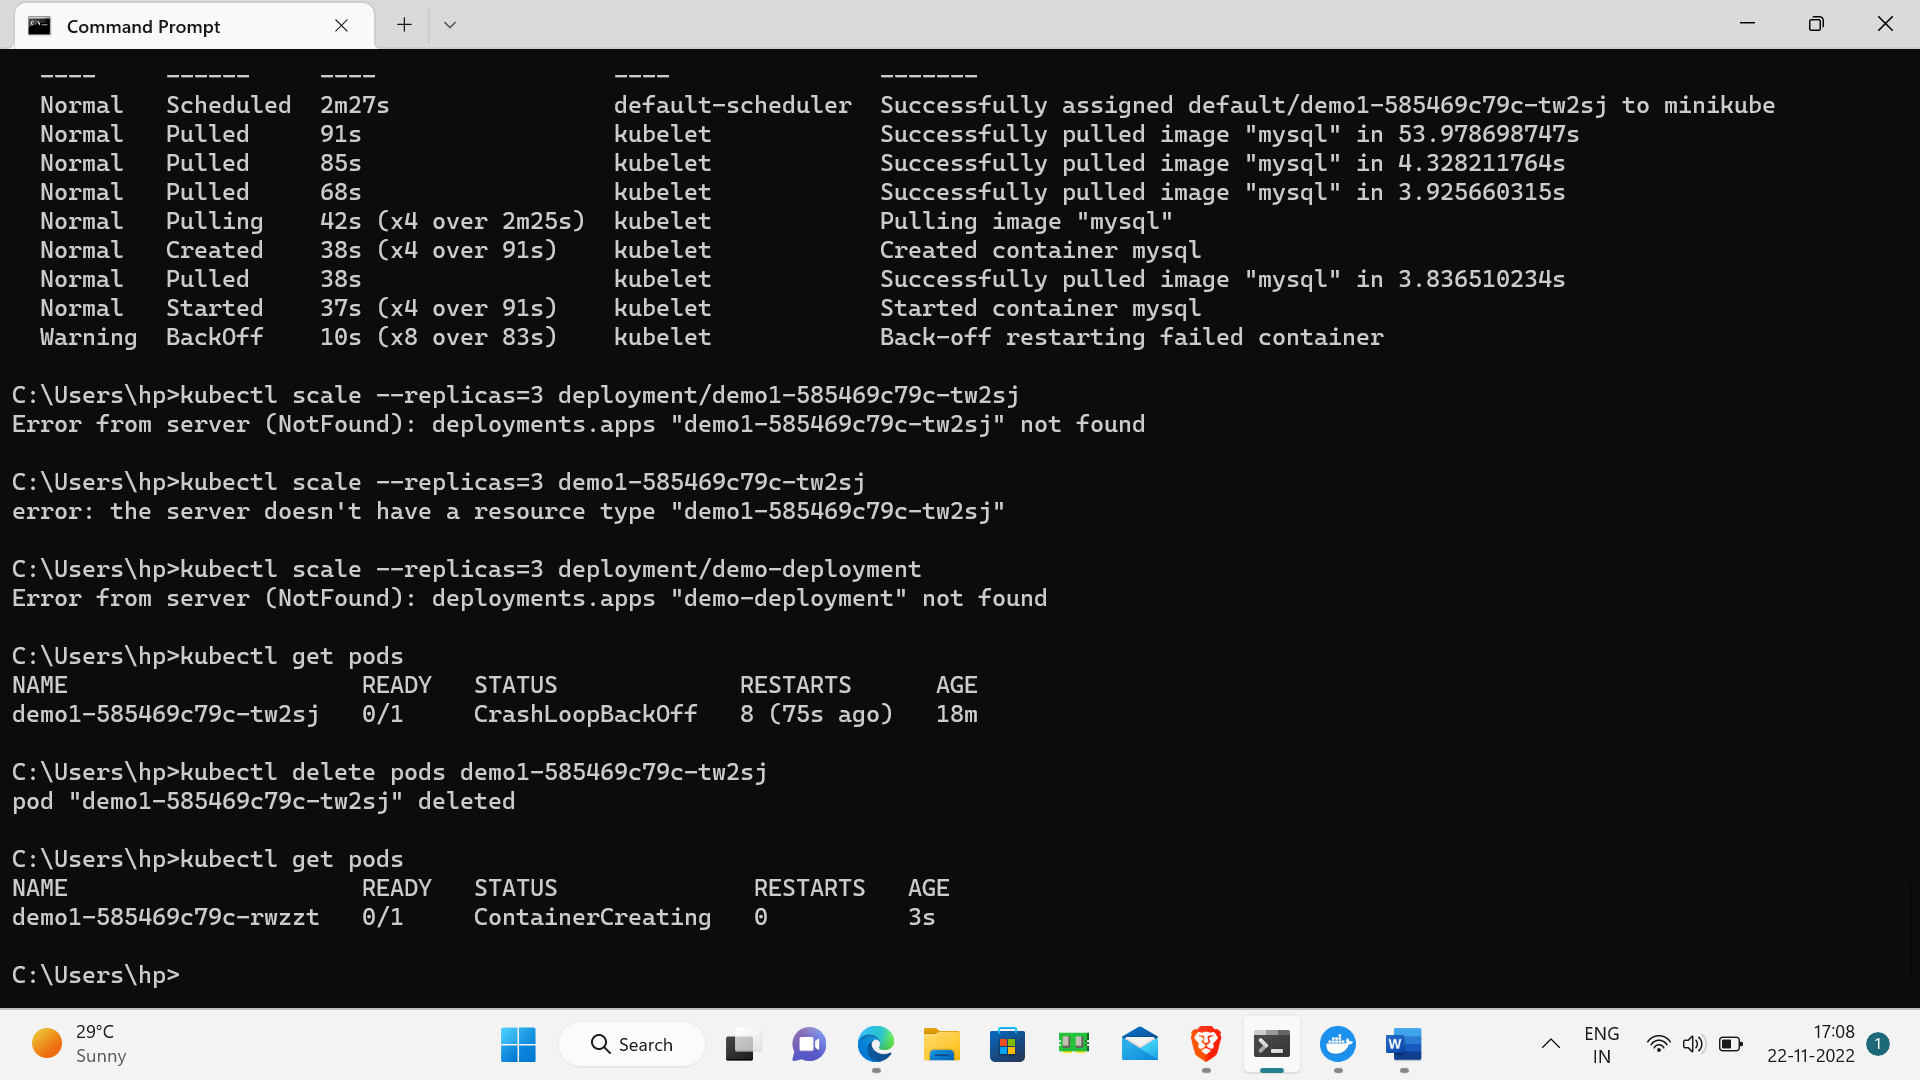 Command Prompt
----     ------     ----                     ----               -------
Normal   Scheduled  2m27s                default-scheduler  Successfully assigned default/demo1-585469c79c-tw2sj to minikube
Normal   Pulled     91s                  kubelet            Successfully pulled image "mysql" in 53.978698747s
Normal   Pulled     85s                  kubelet            Successfully pulled image "mysql" in 4.328211764s
Normal   Pulled     68s                  kubelet            Successfully pulled image "mysql" in 3.925660315s
Normal   Pulling    42s (x4 over 2m25s)  kubelet            Pulling image "mysql"
Normal   Created    38s (x4 over 91s)    kubelet            Created container mysql
Normal   Pulled     38s                  kubelet            Successfully pulled image "mysql" in 3.836510234s
Normal   Started    37s (x4 over 91s)    kubelet            Started container mysql
Warning  BackOff    10s (x8 over 83s)    kubelet            Back-off restarting failed container
C:\Users\hp>kubectl scale --replicas=3 deployment/demo1-585469c79c-tw2sj
Error from server (NotFound): deployments.apps "demo1-585469c79c-tw2sj" not found
C:\Users\hp>kubectl scale --replicas=3 demo1-585469c79c-tw2sj
error: the server doesn't have a resource type "demo1-585469c79c-tw2sj"
C:\Users\hp>kubectl scale --replicas=3 deployment/demo-deployment
Error from server (NotFound): deployments.apps "demo-deployment" not found
C:\Users\hp>kubectl get pods
NAME                     READY   STATUS             RESTARTS      AGE
demo1-585469c79c-tw2sj   0/1     CrashLoopBackOff   8 (75s ago)   18m
C:\Users\hp>kubectl delete pods demo1-585469c79c-tw2sj
pod "demo1-585469c79c-tw2sj" deleted
C:\Users\hp>kubectl get pods
NAME                     READY   STATUS              RESTARTS   AGE
demo1-585469c79c-rwzzt   0/1     ContainerCreating   0          3s
C:\Users\hp>
29°C
Sunny
Search
W
ENG
IN
17:08
22-11-2022
1